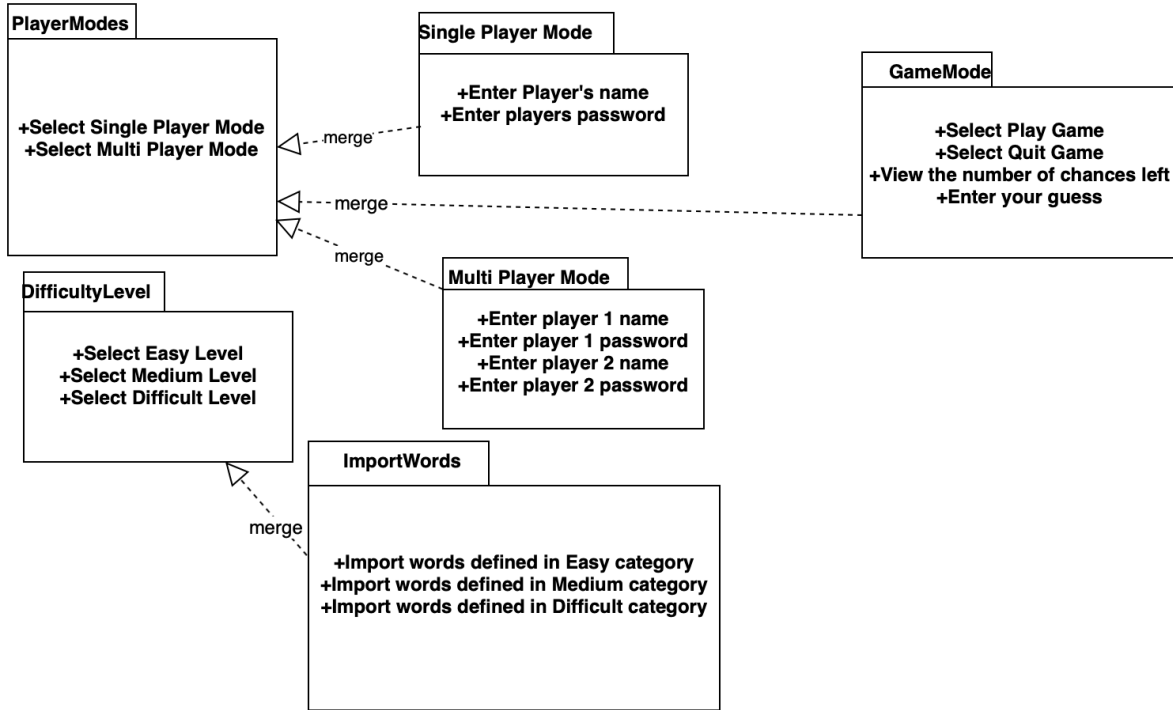 PlayerModes
+Select Single Player Mode
+Select Multi Player Mode
Single Player Mode
+Enter Player's name
+Enter players password
GameMode
+Select Play Game
+Select Quit Game
+View the number of chances left
+Enter your guess
merge
merge
merge
Multi Player Mode
+Enter player 1 name
+Enter player 1 password
+Enter player 2 name
+Enter player 2 password
DifficultyLevel
+Select Easy Level
+Select Medium Level
+Select Difficult Level
merge
ImportWords
+Import words defined in Easy category
+Import words defined in Medium category
+Import words defined in Difficult category